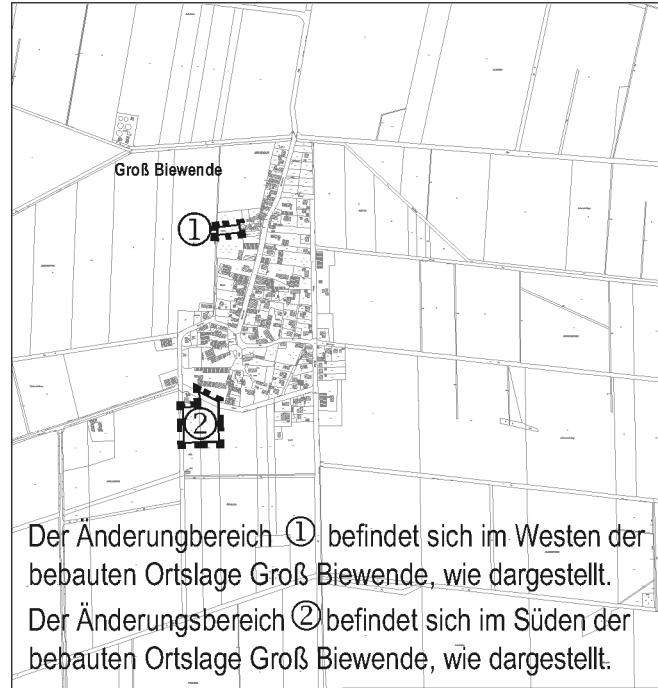 Groß Biewende
①
②
Der Änderungbereich ① befindet sich im Westen der
bebauten Ortslage Groß Biewende, wie dargestellt.
Der Änderungsbereich ② befindet sich im Süden der
bebauten Ortslage Groß Biewende, wie dargestellt.